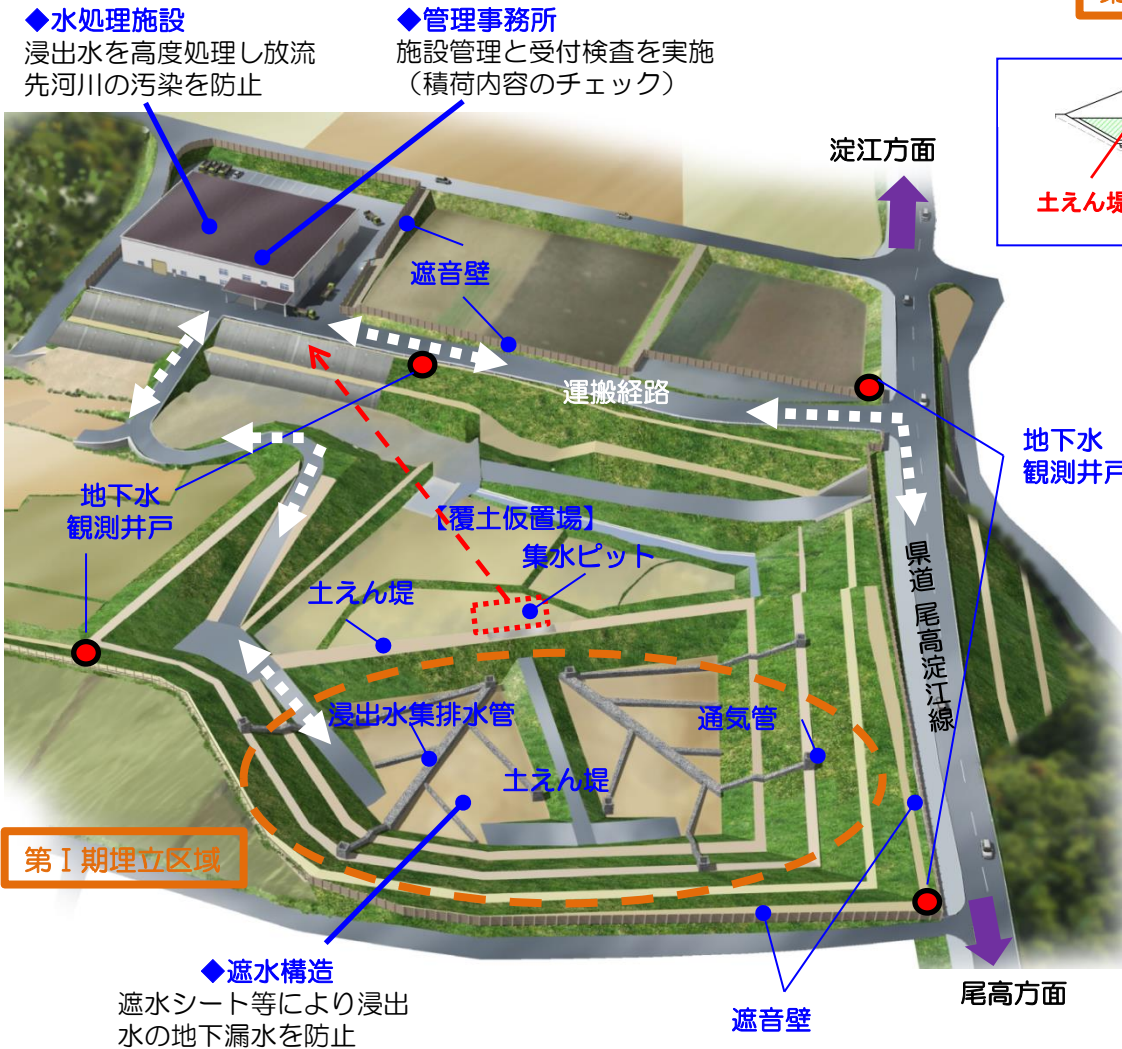 ◆水処理施設
浸出水を高度処理し放流
先河川の汚染を防止
◆管理事務所
施設管理と受付検査を実施
（積荷内容のチェック）
淀江方面
土えん堤
遮音壁
運搬経路
地下水
観測井戸
地下水
観測井戸
【覆土仮置場】
集水ピット
土えん堤
県道 尾高淀江線
浸出水集排水管
通気管
土えん堤
第Ⅰ期埋立区域
◆遮水構造
遮水シート等により浸出
水の地下漏水を防止
遮音壁
尾高方面